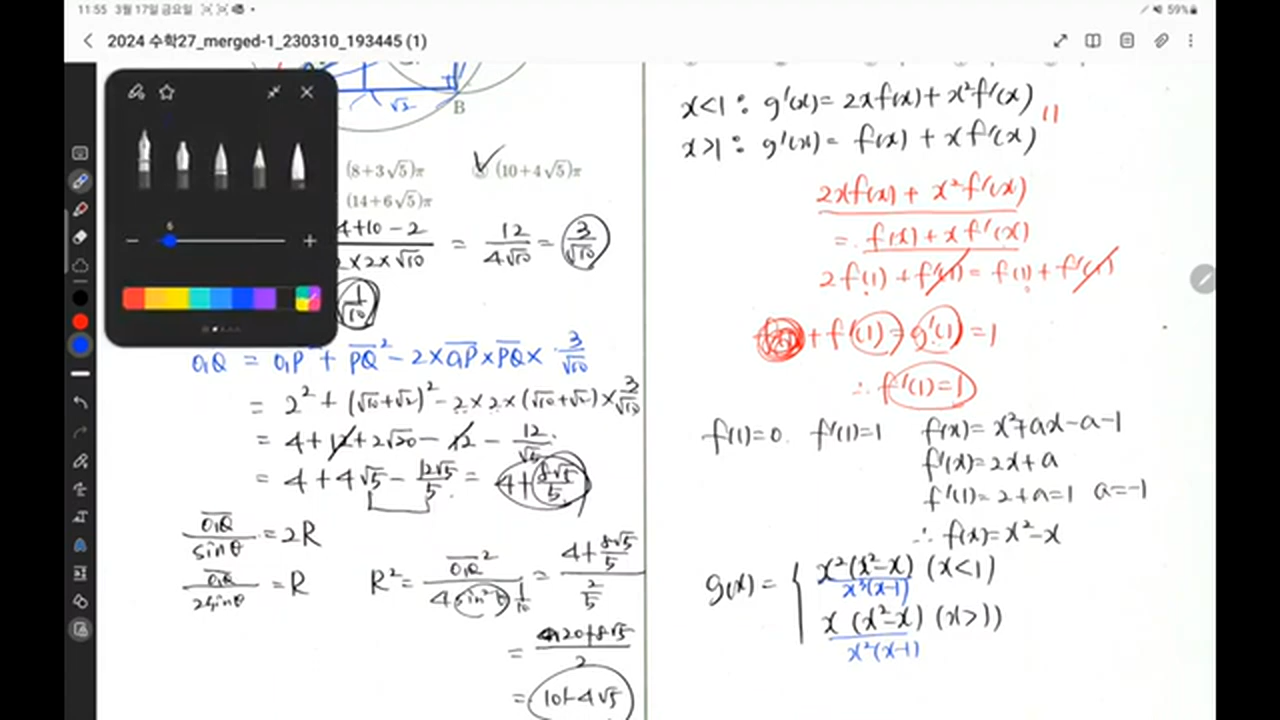 11:55 3월 17일 금요일
59%
2024 수학27_merged-1_230310_193445 (1)
√2
B
(8+3√5)π
✓ (10+4√5)π
(14+6√5)π
4+10-2 / 2×2×√10 = 12/4√10 = 3/√10
1/√10
6
O₁Q² = O₁P² + PQ² - 2×O₁P×PQ× 3/√10
= 2² + (√10+√2)² - 2×2×(√10+√2)× 3/√10
= 4+12+2√20 - 12 - 12/√5
= 4+4√5 - 12√5/5 = 4+ 8√5/5
O₁Q/sinθ = 2R
O₁Q/2sinθ = R
R² = O₁Q²/4sin²θ 1/10 = 4+ 8√5/5 / 2/5
= 20+8√5 / 2
= 10+4√5
x<1 : g'(x)= 2xf(x)+ x²f'(x)
x>1 : g'(x)= f(x) + xf'(x)
2xf(x) + x²f'(x)
= f(x) + xf'(x)
2f(1) + f'(1) = f(1) + f'(1)
+ f'(1) = g'(1) = 1
∴ f'(1)=1
f(1)=0. f'(1)=1 f(x)= x²+ax-a-1
f'(x)=2x+a
f'(1)=2+a=1 a=-1
∴ f(x)=x²-x
g(x) = { x²(x²-x) (x<1)
x³(x-1)
x (x²-x) (x>1)
x²(x-1)